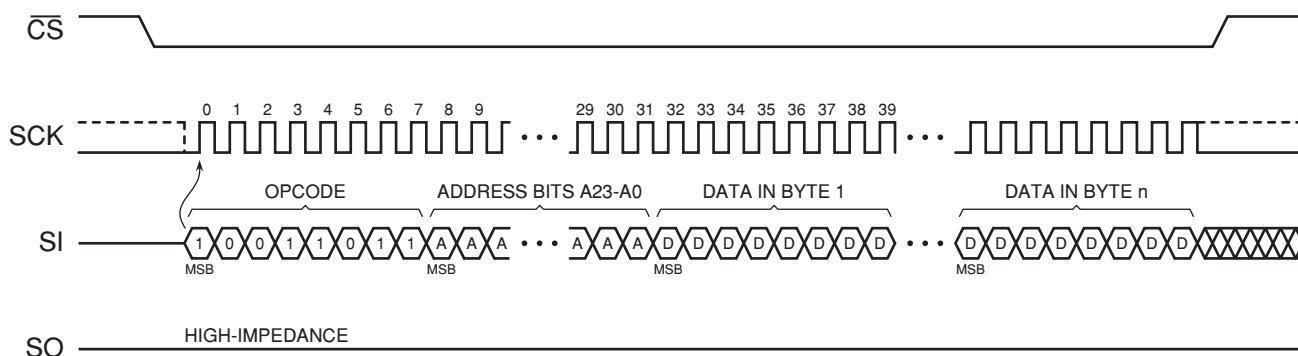 CS
SCK
0 1 2 3 4 5 6 7 8 9 29 30 31 32 33 34 35 36 37 38 39
OPCODE ADDRESS BITS A23-A0 DATA IN BYTE 1 DATA IN BYTE n
SI
1 0 0 1 1 0 1 1 A A A A A A D D D D D D D D D D D D D D D D
MSB MSB MSB MSB
HIGH-IMPEDANCE
SO